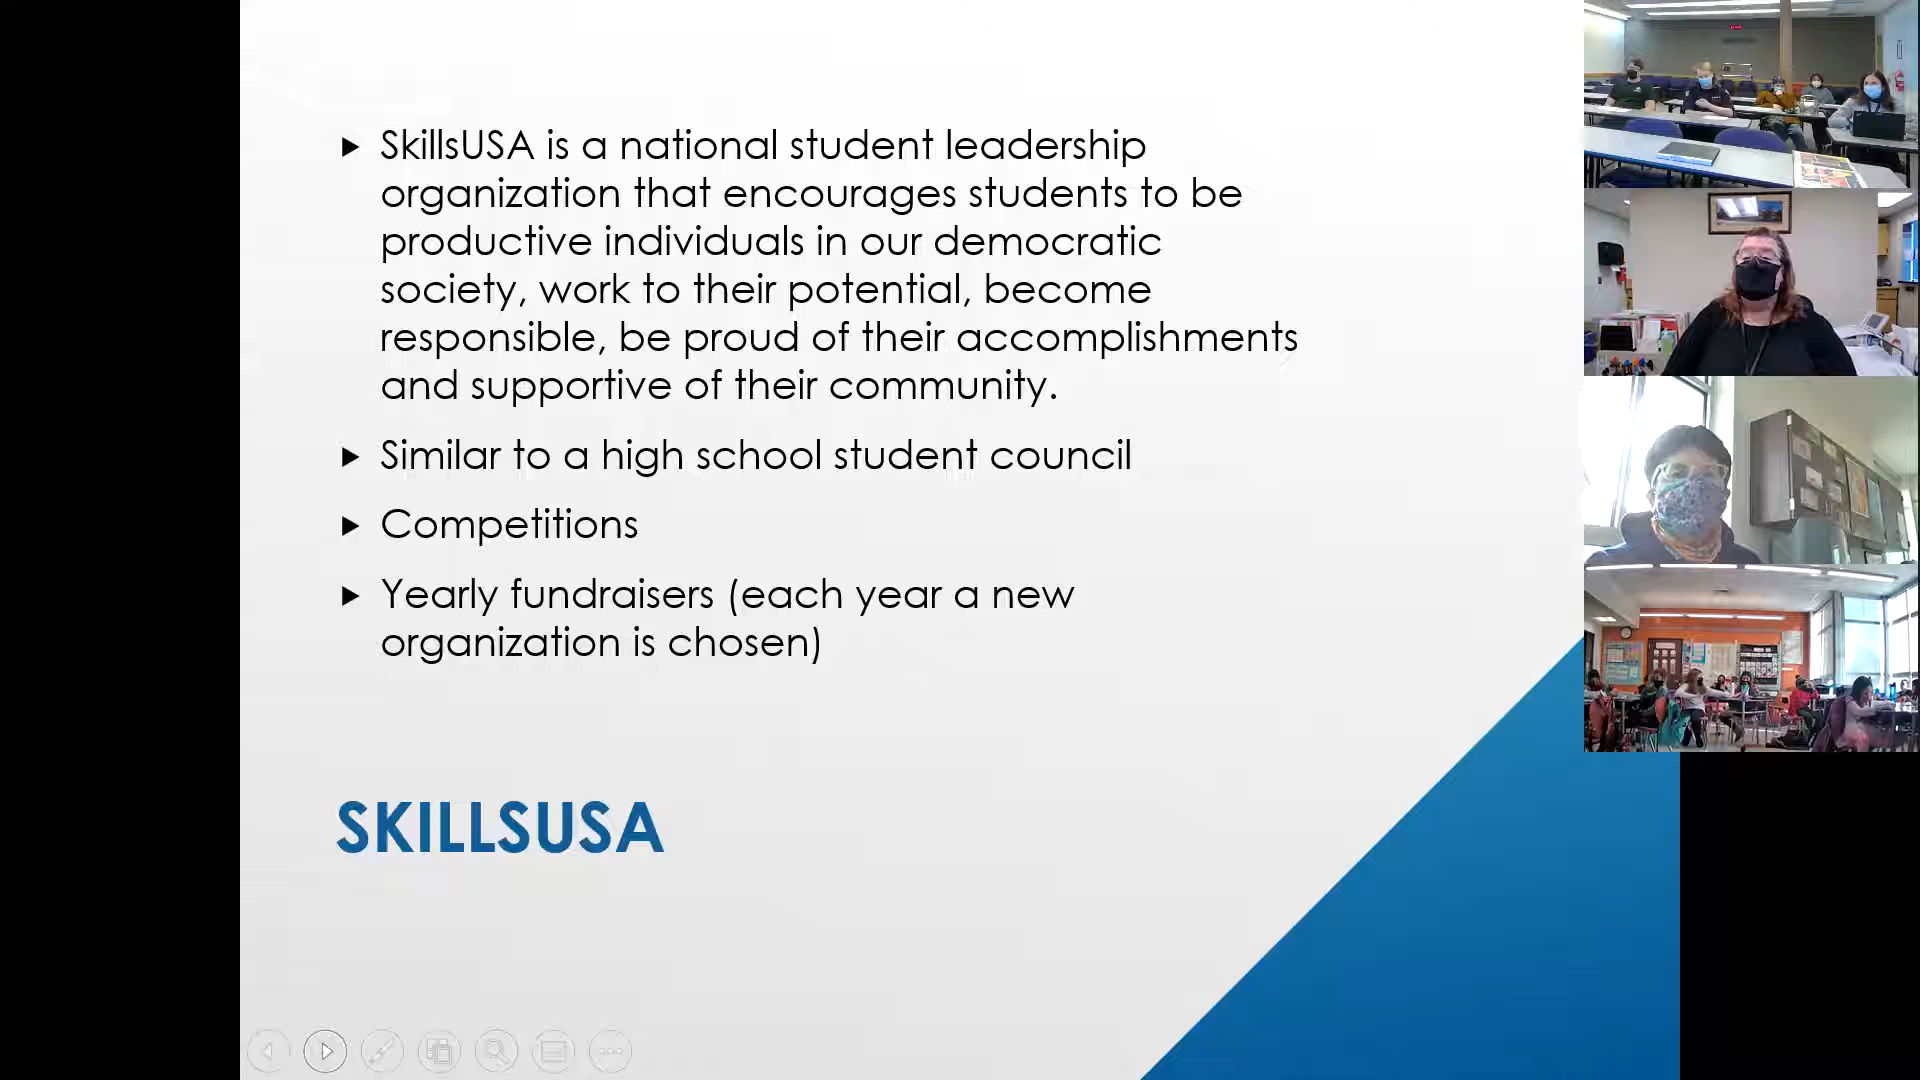 SkillsUSA is a national student leadership
organization that encourages students to be
productive individuals in our democratic
society, work to their potential, become
responsible, be proud of their accomplishments
and supportive of their community.
Similar to a high school student council
Competitions
Yearly fundraisers (each year a new
organization is chosen)
SKILLSUSA